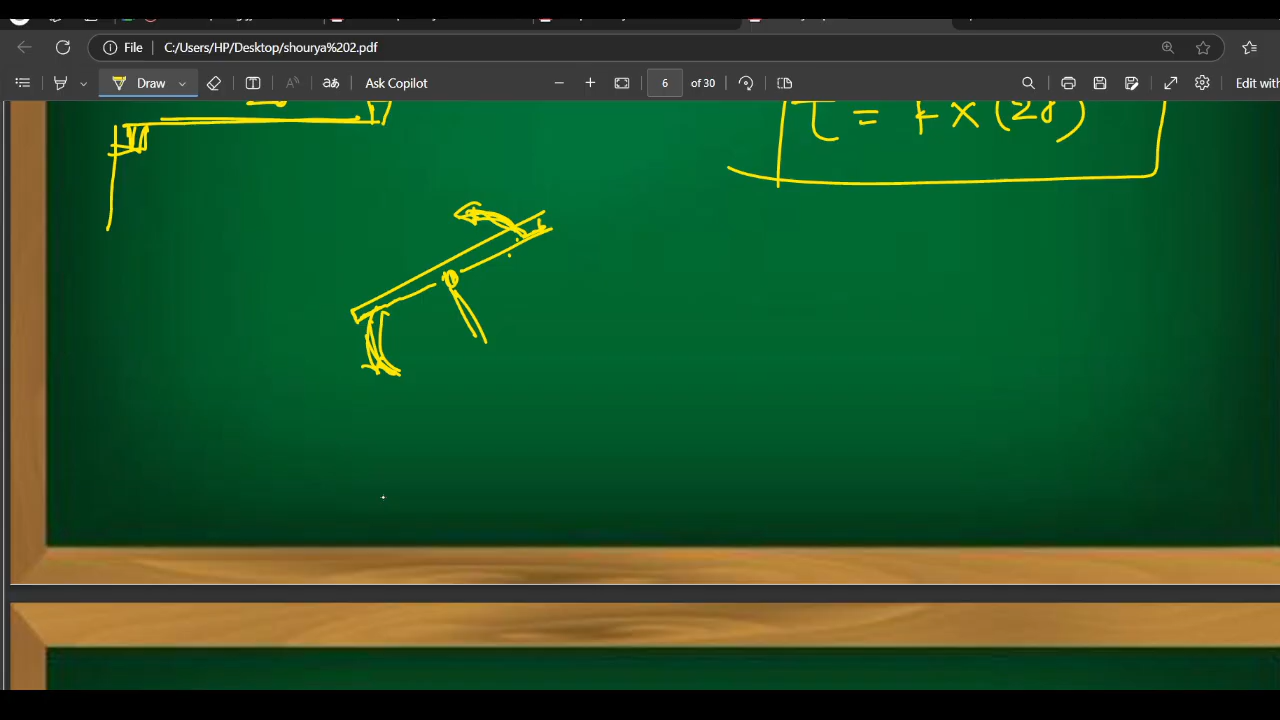 File C:/Users/HP/Desktop/shourya%202.pdf
Draw Ask Copilot 6 of 30 Edit with
τ = F × (2r)